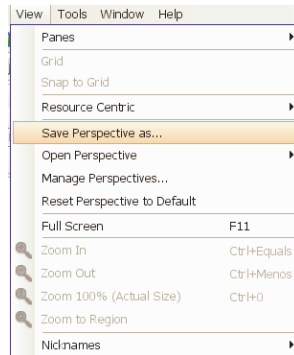 View Tools Window Help
Panes
Grid
Snap to Grid
Resource Centric
Save Perspective as...
Open Perspective
Manage Perspectives...
Reset Perspective to Default
Full Screen F11
Zoom In Ctrl+Equals
Zoom Out Ctrl+Menos
Zoom 100% (Actual Size) Ctrl+0
Zoom to Region
Nicknames